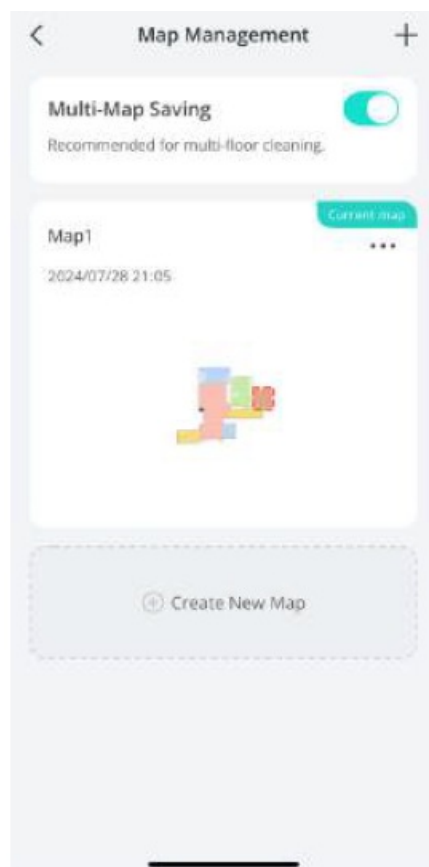 Map Management
Multi-Map Saving
Recommended for multi-floor cleaning.
Current map
Map1
2024/07/28 21:05
Create New Map